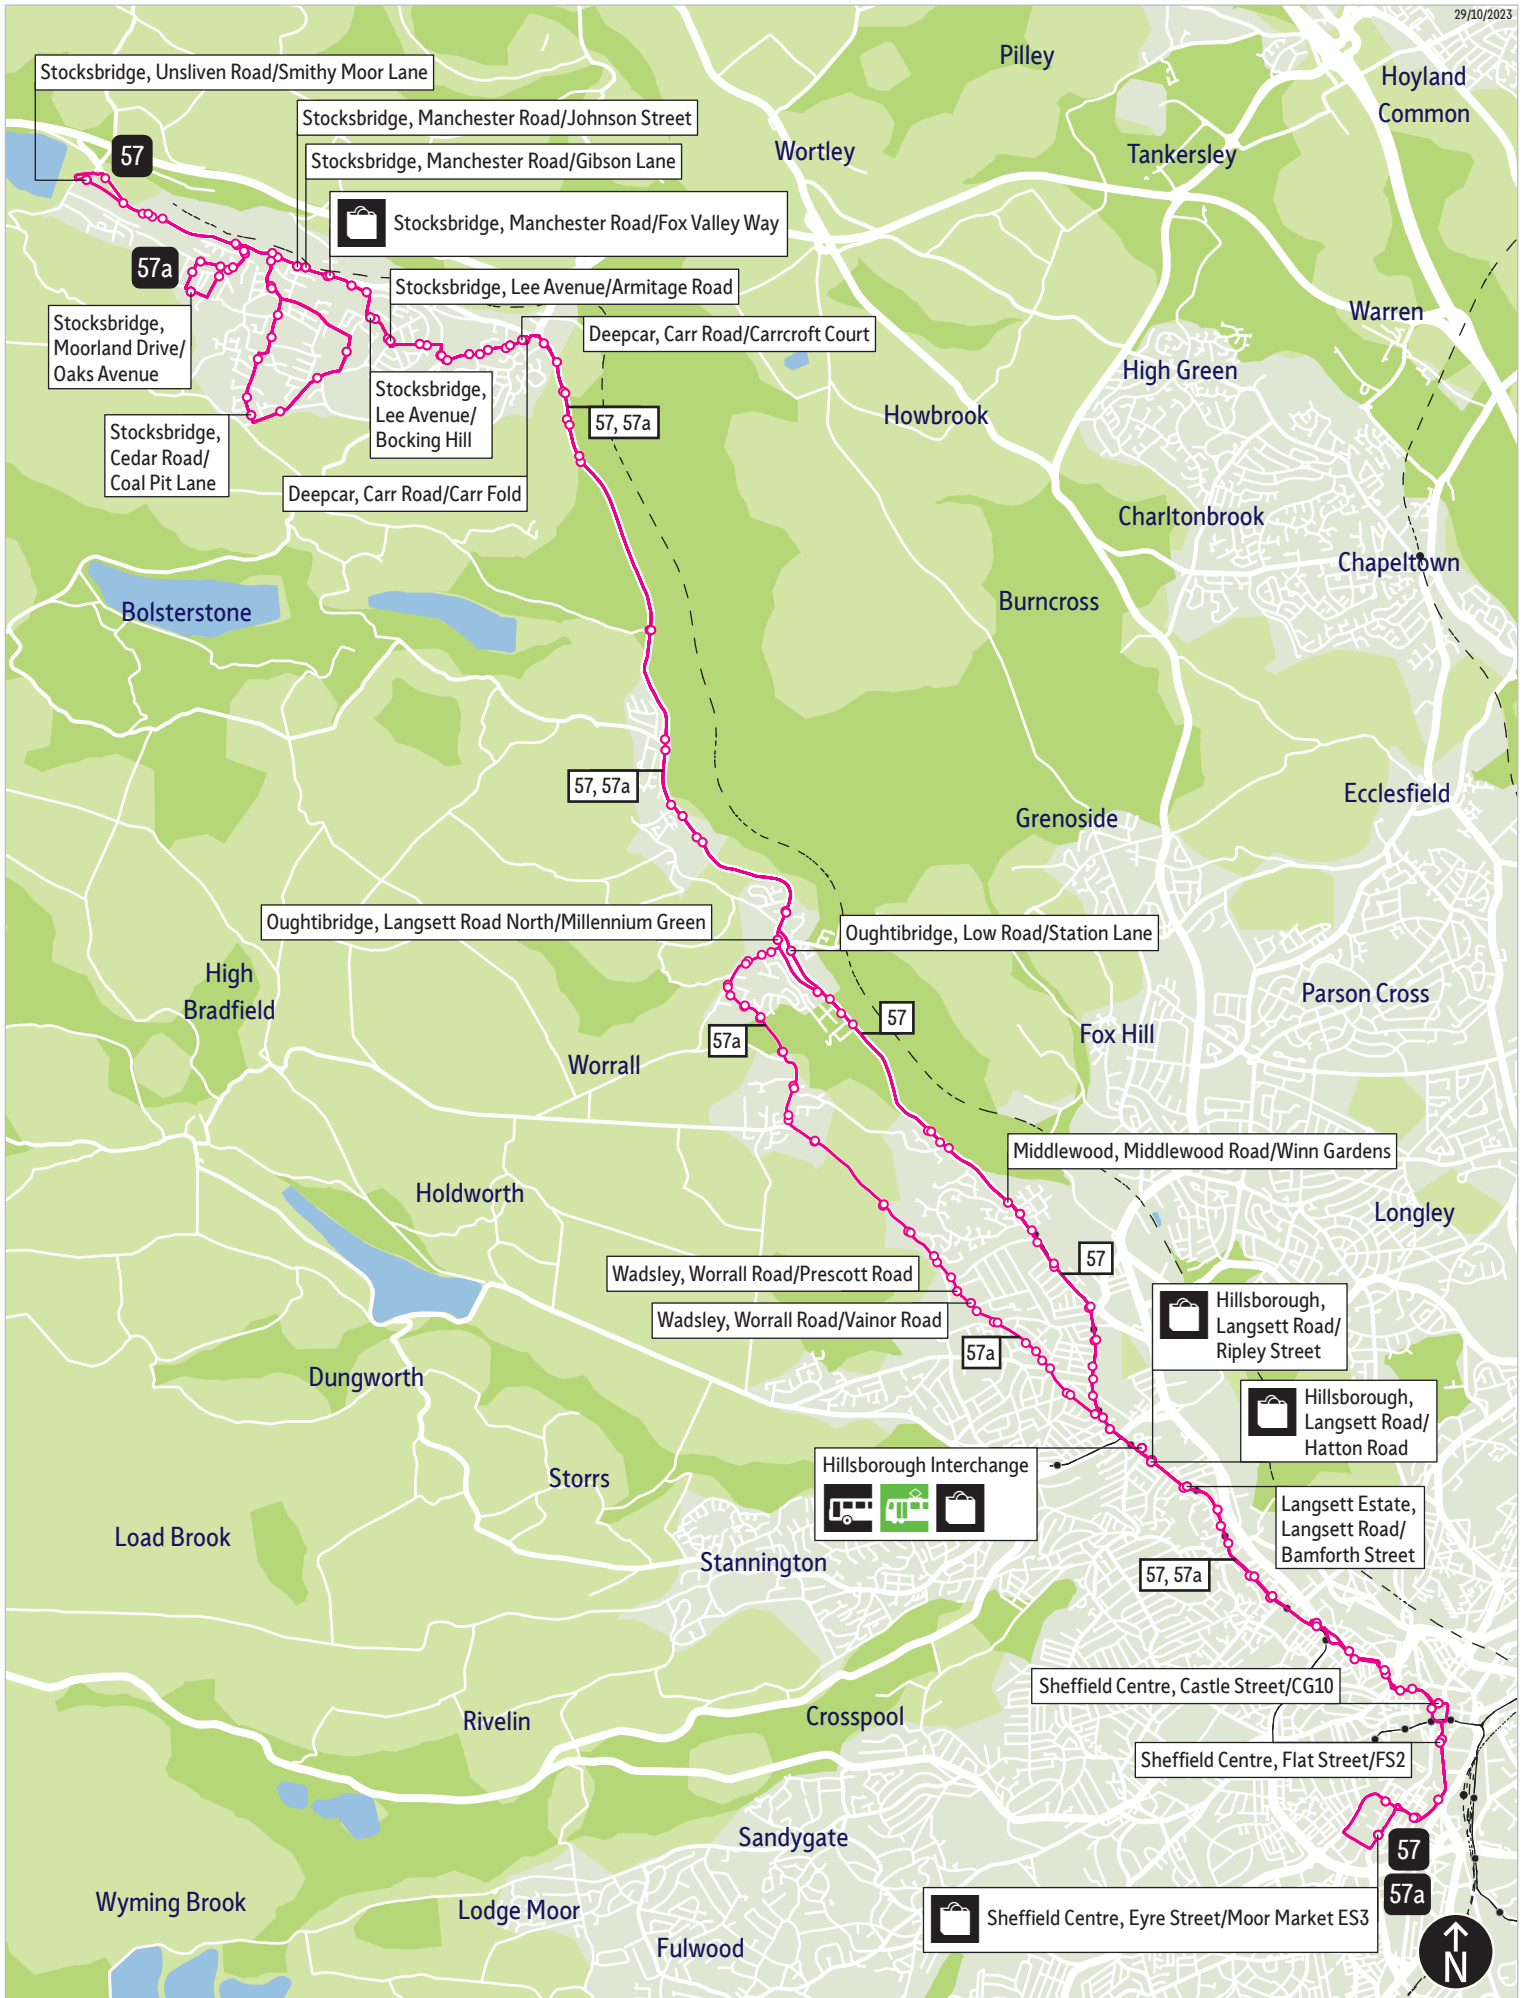 29/10/2023
Pilley
Hoyland
Common
Stocksbridge, Unsliven Road/Smithy Moor Lane
Stocksbridge, Manchester Road/Johnson Street
57
Stocksbridge, Manchester Road/Gibson Lane
Wortley
Tankersley
Stocksbridge, Manchester Road/Fox Valley Way
57a
Stocksbridge, Lee Avenue/Armitage Road
Stocksbridge,
Moorland Drive/
Oaks Avenue
Deepcar, Carr Road/Carrcroft Court
Warren
High Green
Stocksbridge,
Lee Avenue/
Bocking Hill
57, 57a
Howbrook
Stocksbridge,
Cedar Road/
Coal Pit Lane
Deepcar, Carr Road/Carr Fold
Charltonbrook
Chapeltown
Bolsterstone
Burncross
57, 57a
Ecclesfield
Grenoside
Oughtibridge, Langsett Road North/Millennium Green
Oughtibridge, Low Road/Station Lane
High
Bradfield
Parson Cross
57
57a
Fox Hill
Worrall
Middlewood, Middlewood Road/Winn Gardens
Holdworth
Longley
57
Wadsley, Worrall Road/Prescott Road
Wadsley, Worrall Road/Vainor Road
Hillsborough,
Langsett Road/
Ripley Street
57a
Dungworth
Hillsborough,
Langsett Road/
Hatton Road
Hillsborough Interchange
Storrs
Langsett Estate,
Langsett Road/
Bamforth Street
Load Brook
Stannington
57, 57a
Sheffield Centre, Castle Street/CG10
Rivelin
Crosspool
Sheffield Centre, Flat Street/FS2
Sandygate
57
57a
Wyming Brook
Lodge Moor
Sheffield Centre, Eyre Street/Moor Market ES3
Fulwood
N